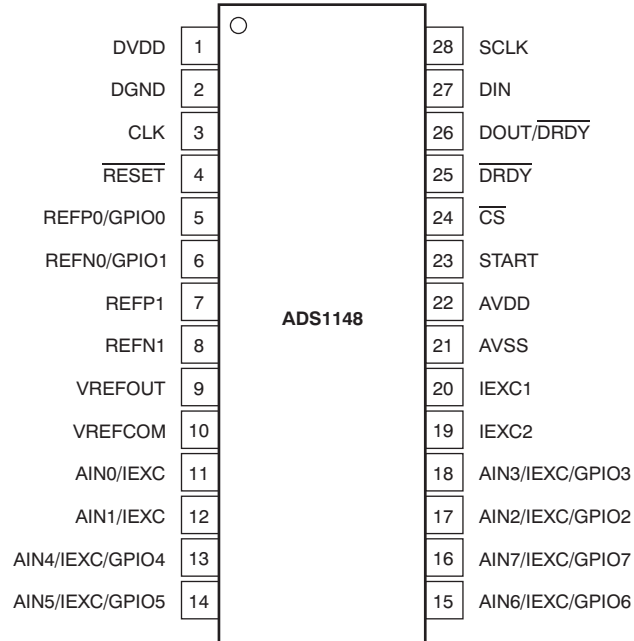 DVDD 1 28 SCLK
DGND 2 27 DIN
CLK 3 26 DOUT/DRDY
RESET 4 25 DRDY
REFP0/GPIO0 5 24 CS
REFN0/GPIO1 6 23 START
REFP1 7 22 AVDD
ADS1148
REFN1 8 21 AVSS
VREFOUT 9 20 IEXC1
VREFCOM 10 19 IEXC2
AIN0/IEXC 11 18 AIN3/IEXC/GPIO3
AIN1/IEXC 12 17 AIN2/IEXC/GPIO2
AIN4/IEXC/GPIO4 13 16 AIN7/IEXC/GPIO7
AIN5/IEXC/GPIO5 14 15 AIN6/IEXC/GPIO6